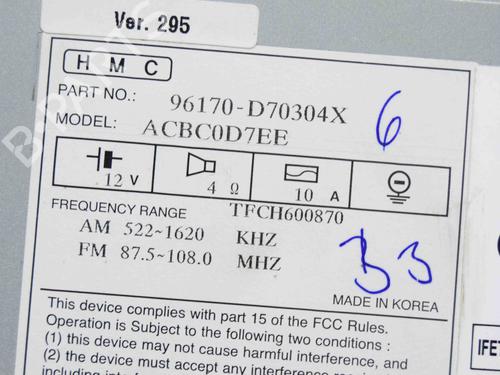 Ver. 295
H M C
PART NO.: 96170-D70304X
6
MODEL: ACBC0D7EE
12 V
4 Ω
10 A
FREQUENCY RANGE TFCH600870
AM 522~1620 KHZ
FM 87.5~108.0 MHZ
33
MADE IN KOREA
This device complies with part 15 of the FCC Rules.
Operation is Subject to the following two conditions :
(1) this device may not cause harmful interference, and
(2) the device must accept any interference
including
IFE